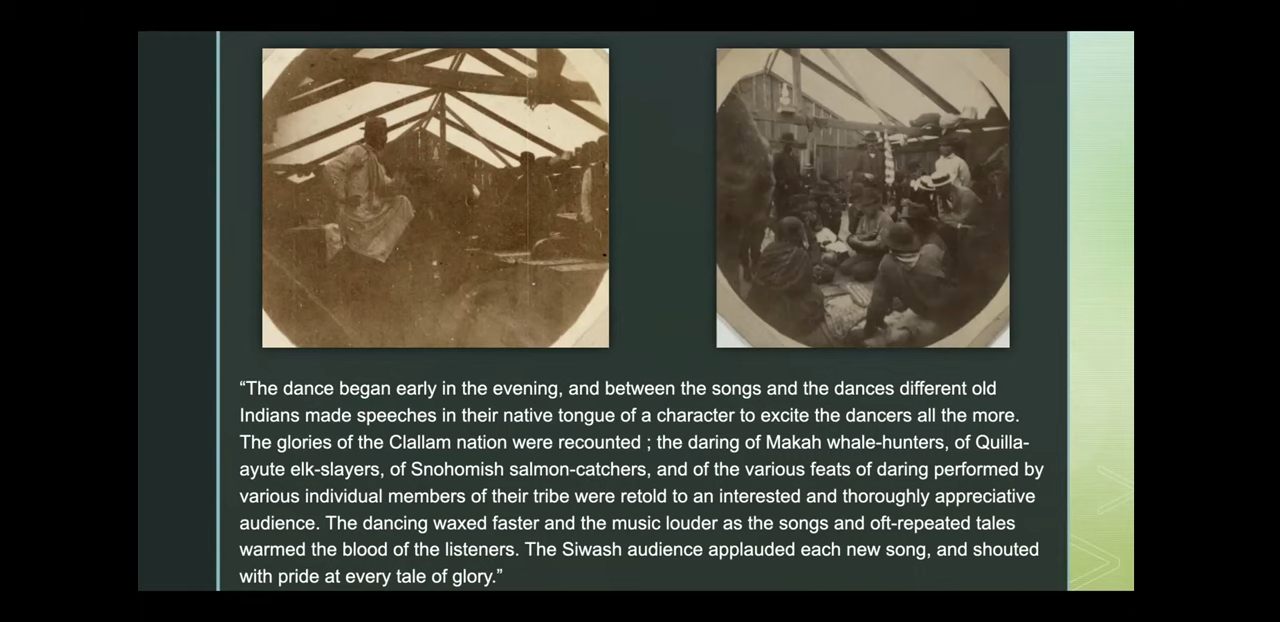 “The dance began early in the evening, and between the songs and the dances different old
Indians made speeches in their native tongue of a character to excite the dancers all the more.
The glories of the Clallam nation were recounted ; the daring of Makah whale-hunters, of Quilla-
ayute elk-slayers, of Snohomish salmon-catchers, and of the various feats of daring performed by
various individual members of their tribe were retold to an interested and thoroughly appreciative
audience. The dancing waxed faster and the music louder as the songs and oft-repeated tales
warmed the blood of the listeners. The Siwash audience applauded each new song, and shouted
with pride at every tale of glory.”